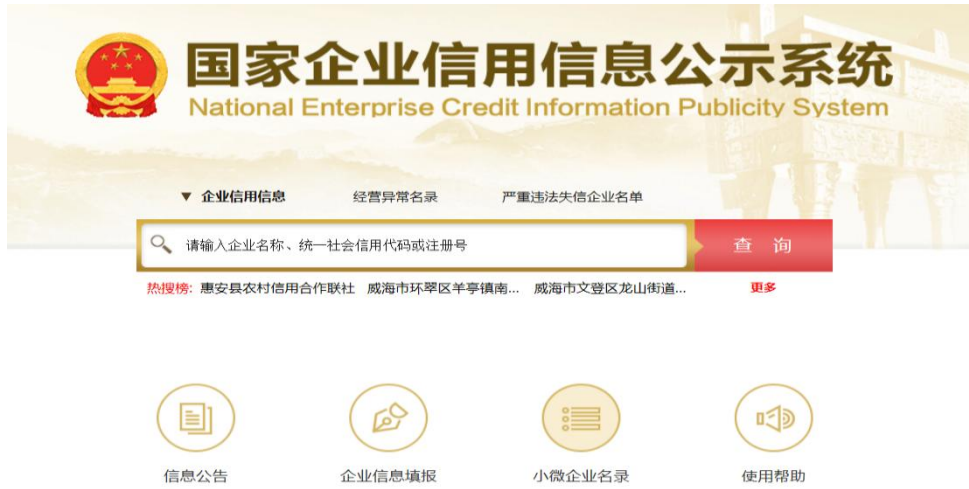 国家企业信用信息公示系统
National Enterprise Credit Information Publicity System
▼ 企业信用信息 经营异常名录 严重违法失信企业名单
请输入企业名称、统一社会信用代码或注册号 查 询
热搜榜: 惠安县农村信用合作联社 威海市环翠区羊亭镇南... 威海市文登区龙山街道... 更多
信息公告 企业信息填报 小微企业名录 使用帮助